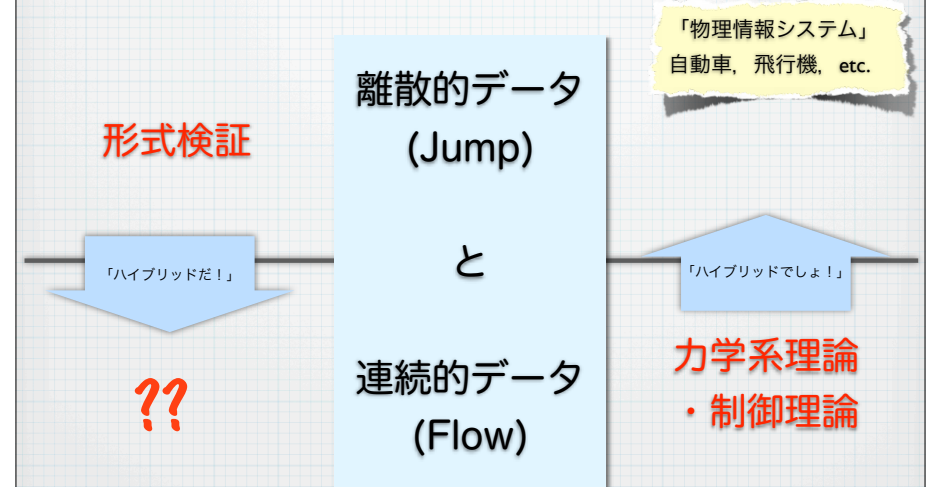 「物理情報システム」
自動車，飛行機，etc.
離散的データ
(Jump)
形式検証
と
「ハイブリッドだ！」
「ハイブリッドでしょ！」
連続的データ
(Flow)
??
力学系理論
・制御理論